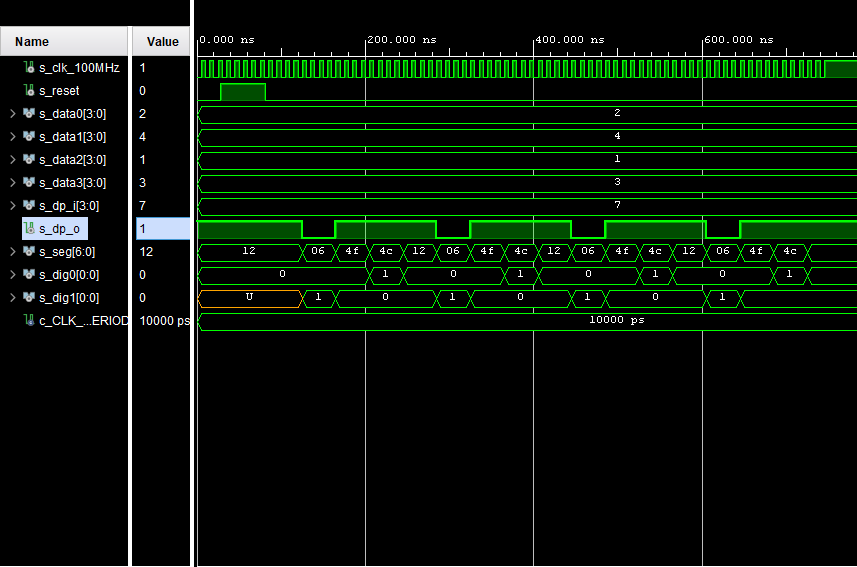 Name Value 0.000 ns 200.000 ns 400.000 ns 600.000 ns
s_clk_100MHz 1
s_reset 0
s_data0[3:0] 2 2
s_data1[3:0] 4 4
s_data2[3:0] 1 1
s_data3[3:0] 3 3
s_dp_i[3:0] 7 7
s_dp_o 1
s_seg[6:0] 12 12 06 4f 4c 12 06 4f 4c 12 06 4f 4c 12 06 4f 4c
s_dig0[0:0] 0 0 1 0 1 0 1 0 1
s_dig1[0:0] 0 U 1 0 1 0 1 0 1
c_CLK_...ERIOD 10000 ps 10000 ps